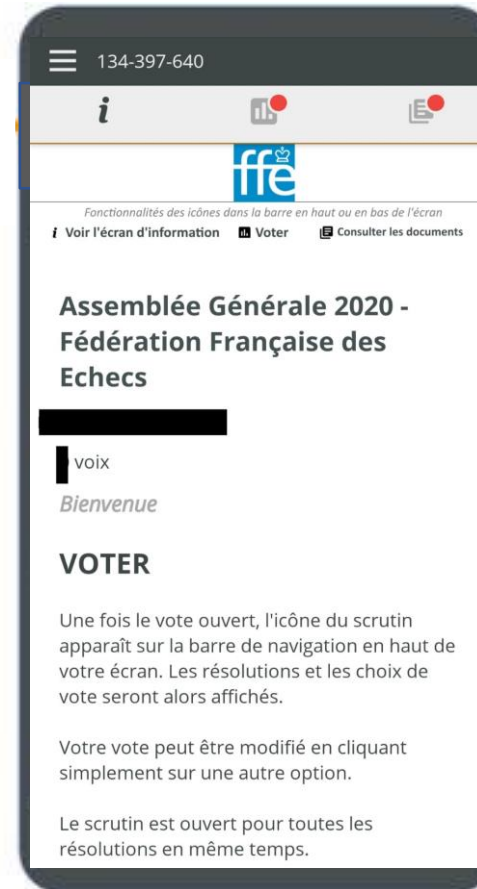 134-397-640
i
ffe
Fonctionnalités des icônes dans la barre en haut ou en bas de l'écran
i Voir l'écran d'information Voter Consulter les documents
Assemblée Générale 2020 -
Fédération Française des
Echecs
voix
Bienvenue
VOTER
Une fois le vote ouvert, l'icône du scrutin
apparaît sur la barre de navigation en haut de
votre écran. Les résolutions et les choix de
vote seront alors affichés.
Votre vote peut être modifié en cliquant
simplement sur une autre option.
Le scrutin est ouvert pour toutes les
résolutions en même temps.